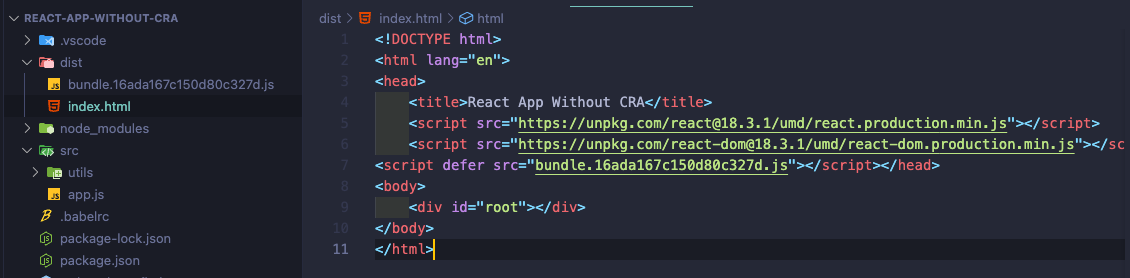 REACT-APP-WITHOUT-CRA
.vscode
dist
bundle.16ada167c150d80c327d.js
index.html
node_modules
src
utils
app.js
.babelrc
package-lock.json
package.json
dist > index.html > html
1 <!DOCTYPE html>
2 <html lang="en">
3 <head>
4 <title>React App Without CRA</title>
5 <script src="https://unpkg.com/react@18.3.1/umd/react.production.min.js"></script>
6 <script src="https://unpkg.com/react-dom@18.3.1/umd/react-dom.production.min.js"></sc
7 <script defer src="bundle.16ada167c150d80c327d.js"></script></head>
8 <body>
9 <div id="root"></div>
10 </body>
11 </html>